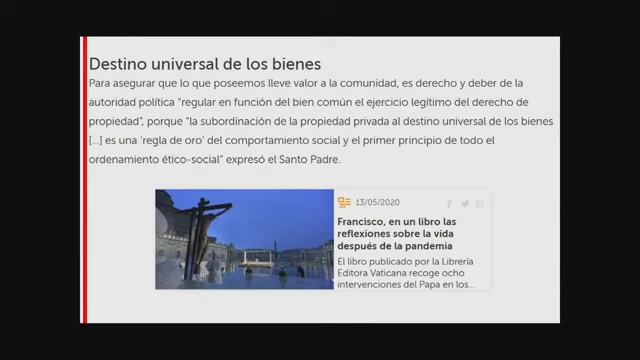 Destino universal de los bienes
Para asegurar que lo que poseemos lleve valor a la comunidad, es derecho y deber de la
autoridad política “regular en función del bien común el ejercicio legítimo del derecho de
propiedad”, porque “la subordinación de la propiedad privada al destino universal de los bienes
[...] es una 'regla de oro' del comportamiento social y el primer principio de todo el
ordenamiento ético-social” expresó el Santo Padre.
13/05/2020
Francisco, en un libro las
reflexiones sobre la vida
después de la pandemia
El libro publicado por la Librería
Editora Vaticana recoge ocho
intervenciones del Papa en los...